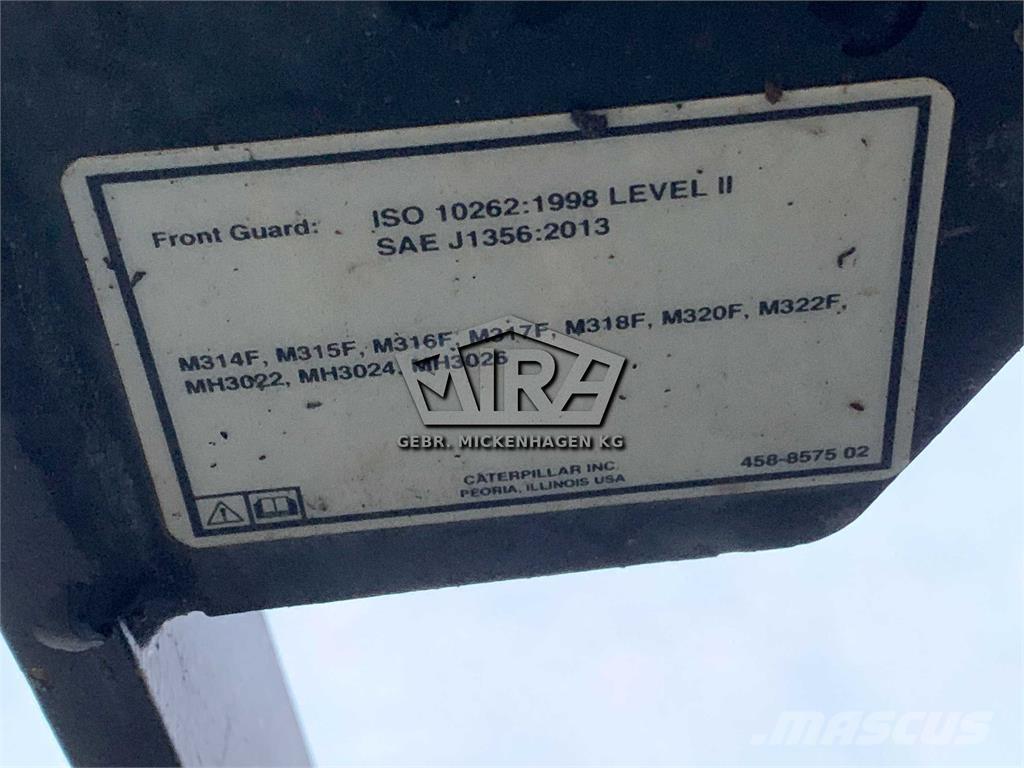 Front Guard: ISO 10262:1998 LEVEL II
SAE J1356:2013
M314F, M315F, M316F, M317F, M318F, M320F, M322F,
MH3022, MH3024, MH3026
MIRA
GEBR. MICKENHAGEN KG
CATERPILLAR INC.
PEORIA, ILLINOIS USA
458-8575 02
MASCUS